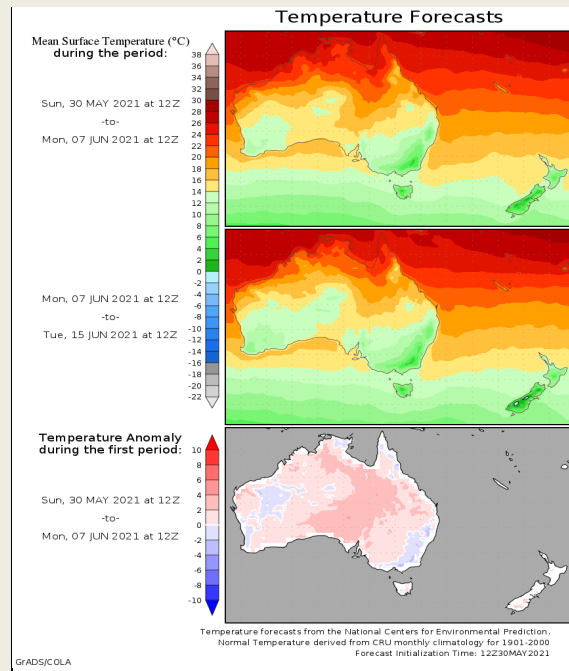 Temperature Forecasts
Mean Surface Temperature (°C)
during the period:
Sun, 30 MAY 2021 at 12Z
-to-
Mon, 07 JUN 2021 at 12Z
38
36
34
32
30
28
26
24
22
20
18
16
14
12
10
8
6
4
2
-2
-4
-6
-8
-10
-12
-14
-16
-18
-20
-22
Mon, 07 JUN 2021 at 12Z
-to-
Tue, 15 JUN 2021 at 12Z
Temperature Anomaly
during the first period:
Sun, 30 MAY 2021 at 12Z
-to-
Mon, 07 JUN 2021 at 12Z
10
8
6
4
2
0
-2
-4
-6
-8
-10
Temperature forecasts from the National Centers for Environmental Prediction.
Normal Temperature derived from CRU monthly climatology for 1901-2000
Forecast Initialization Time: 12Z30MAY2021
GrADS/COLA